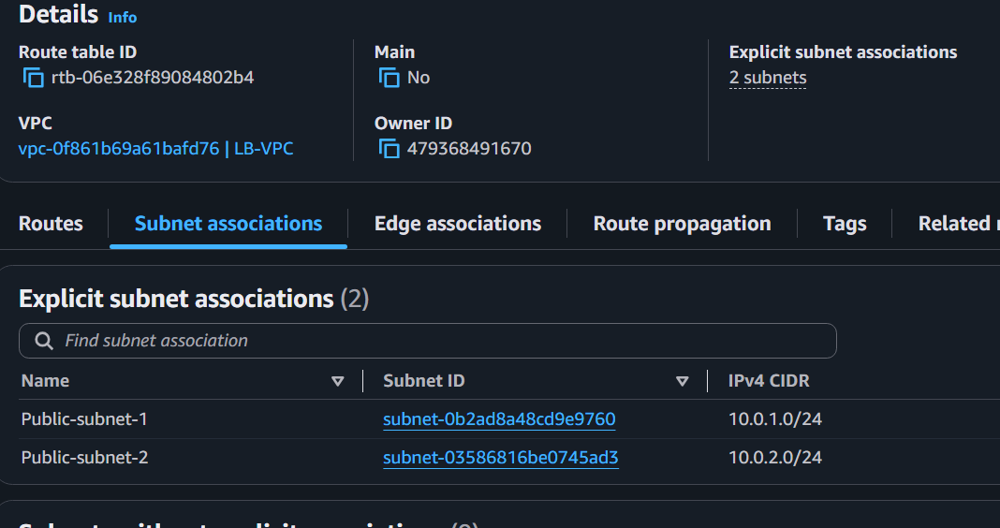 Details Info
Route table ID
rtb-06e328f89084802b4
Main
No
Explicit subnet associations
2 subnets
VPC
vpc-0f861b69a61bafd76 | LB-VPC
Owner ID
479368491670
Routes Subnet associations Edge associations Route propagation Tags Related
Explicit subnet associations (2)
Find subnet association
Name Subnet ID IPv4 CIDR
Public-subnet-1 subnet-0b2ad8a48cd9e9760 10.0.1.0/24
Public-subnet-2 subnet-03586816be0745ad3 10.0.2.0/24